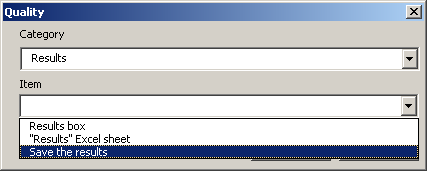 Quality
Category
Results
Item
Results box
"Results" Excel sheet
Save the results